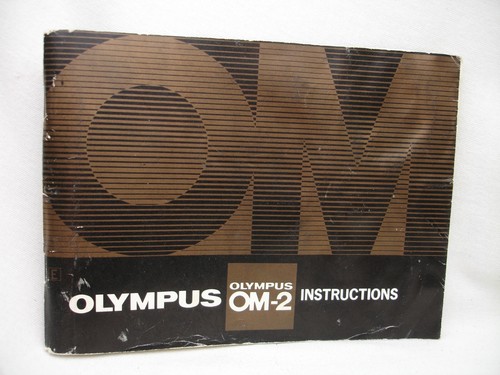 OM
E
OLYMPUS
OLYMPUS
OM-2
INSTRUCTIONS